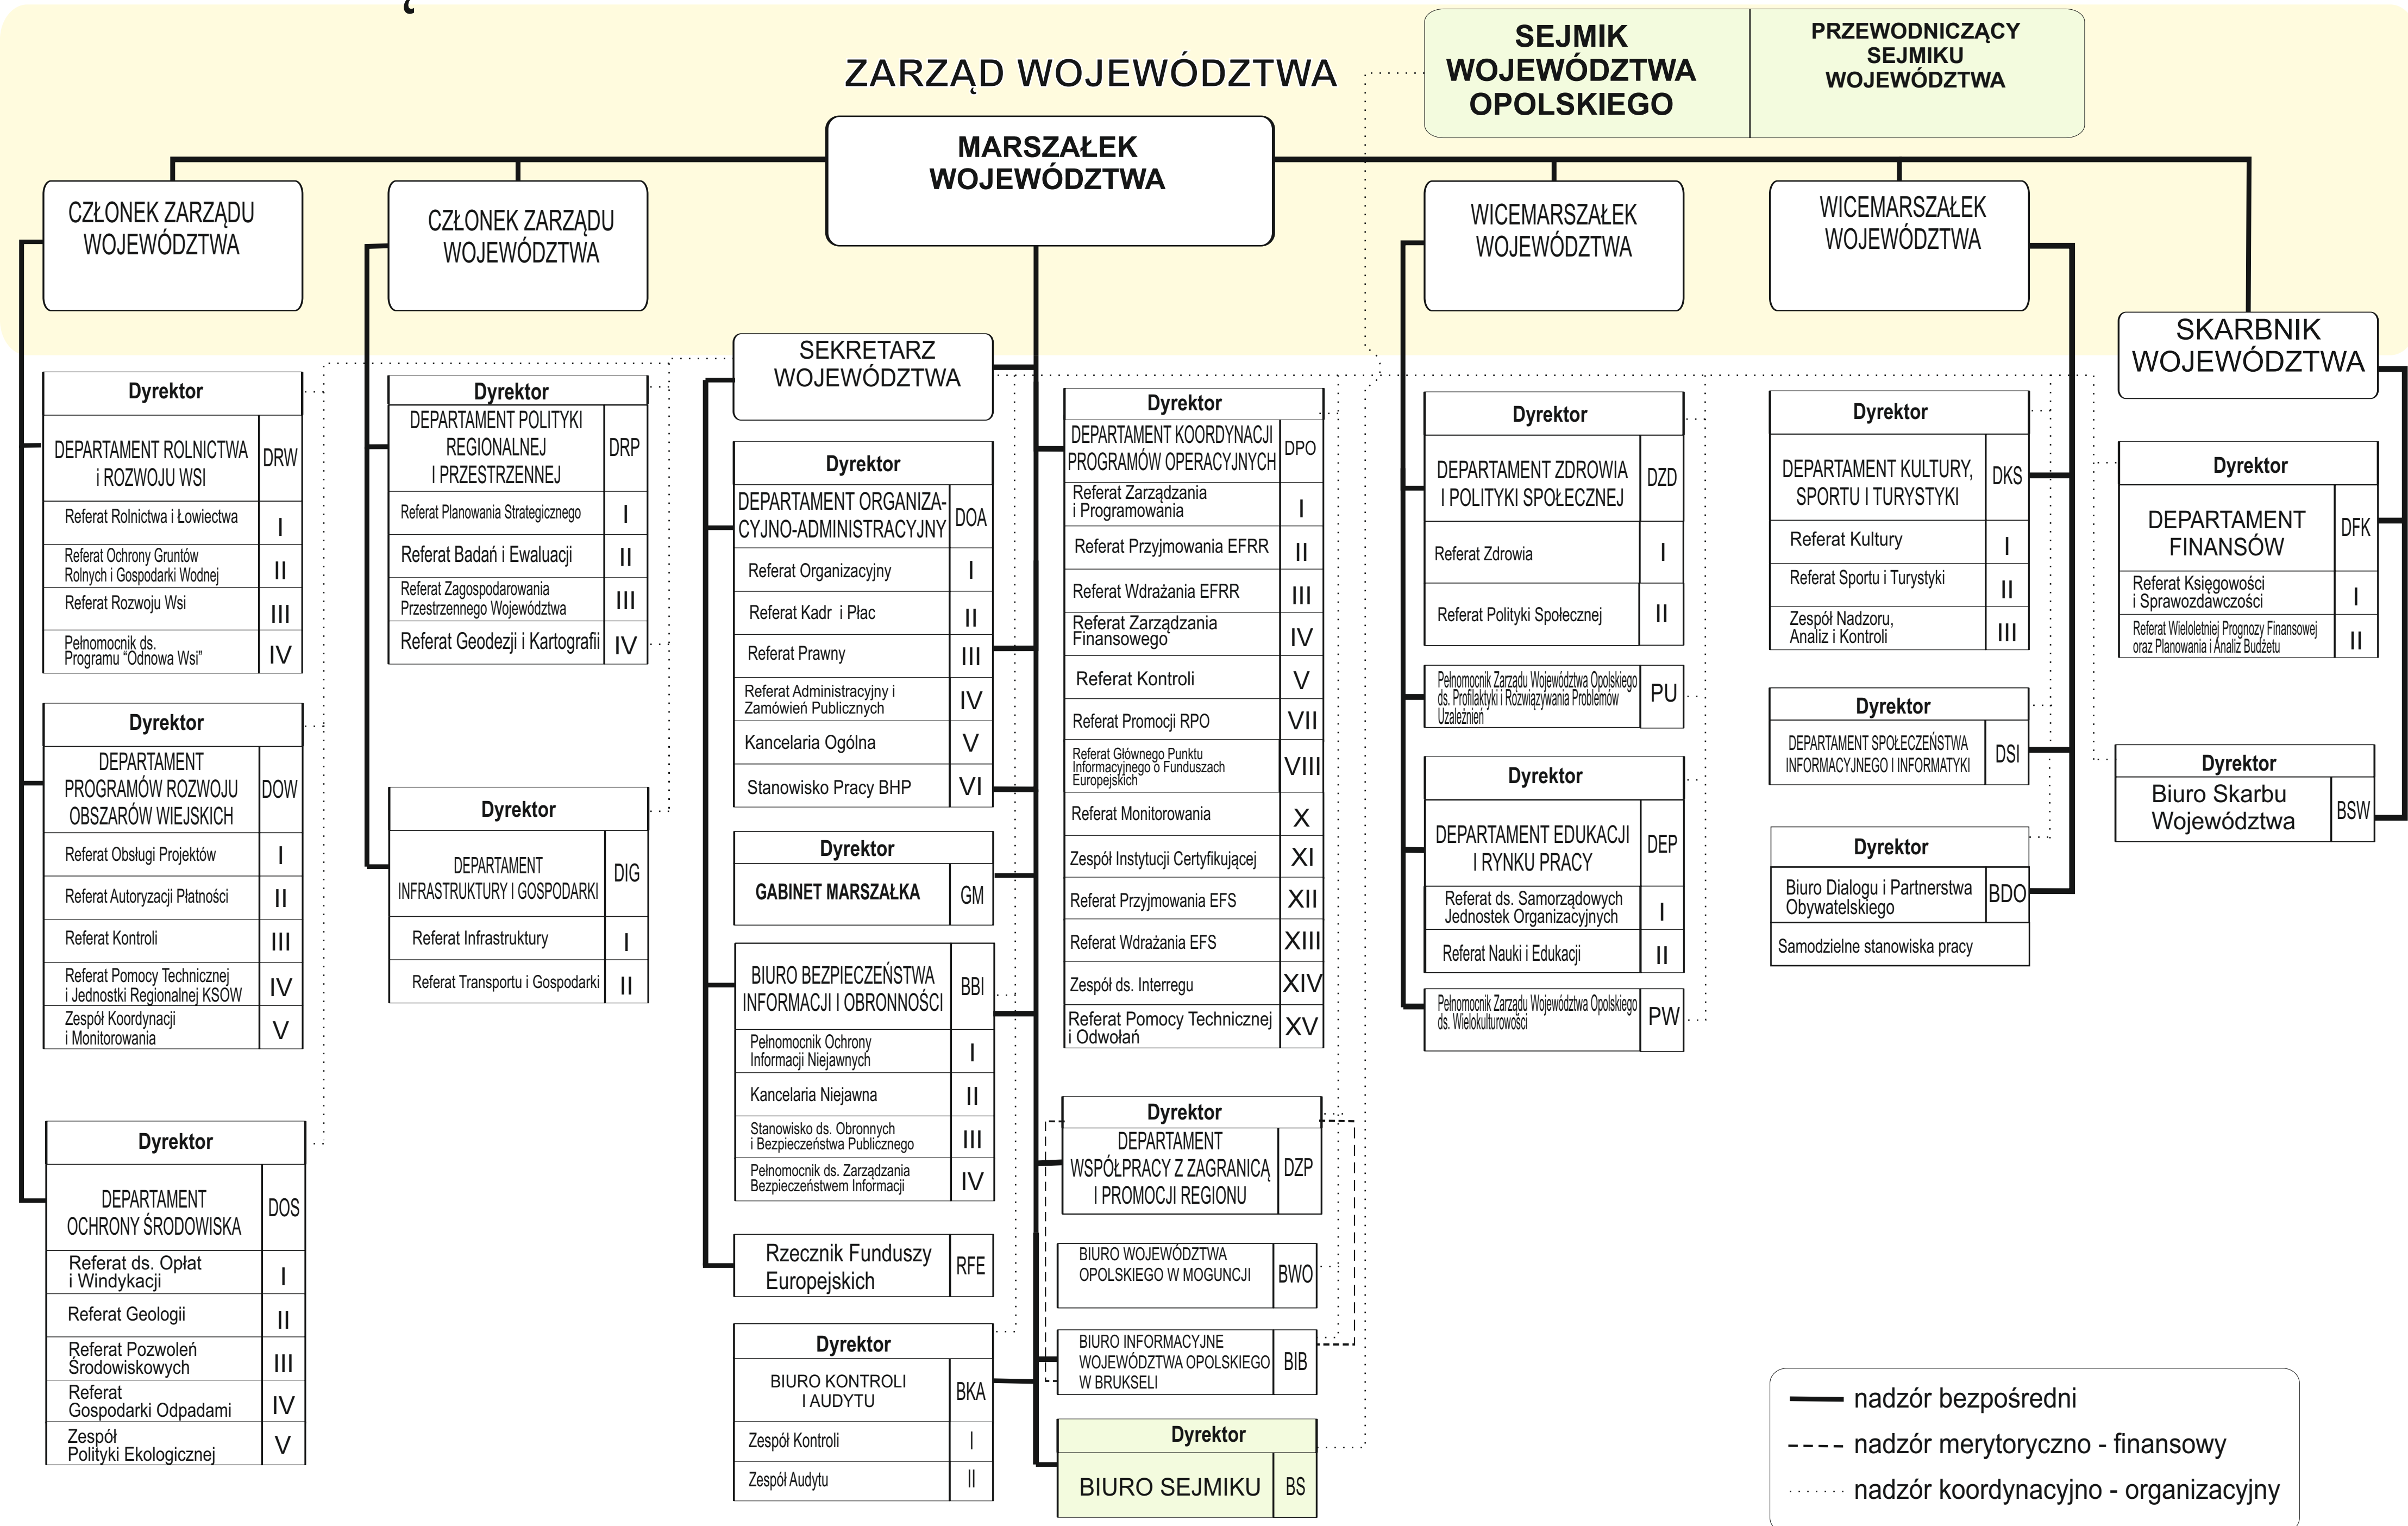 ZARZĄD WOJEWÓDZTWA
SEJMIK
WOJEWÓDZTWA
OPOLSKIEGO
PRZEWODNICZĄCY
SEJMIKU
WOJEWÓDZTWA
MARSZAŁEK
WOJEWÓDZTWA
CZŁONEK ZARZĄDU
WOJEWÓDZTWA
CZŁONEK ZARZĄDU
WOJEWÓDZTWA
WICEMARSZAŁEK
WOJEWÓDZTWA
WICEMARSZAŁEK
WOJEWÓDZTWA
SKARBNIK
WOJEWÓDZTWA
SEKRETARZ
WOJEWÓDZTWA
Dyrektor
DEPARTAMENT ROLNICTWA
i ROZWOJU WSI
DRW
Referat Rolnictwa i Łowiectwa
I
Referat Ochrony Gruntów
Rolnych i Gospodarki Wodnej
II
Referat Rozwoju Wsi
III
Pełnomocnik ds.
Programu “Odnowa Wsi”
IV
Dyrektor
DEPARTAMENT
PROGRAMÓW ROZWOJU
OBSZARÓW WIEJSKICH
DOW
Referat Obsługi Projektów
I
Referat Autoryzacji Płatności
II
Referat Kontroli
III
Referat Pomocy Technicznej
i Jednostki Regionalnej KSOW
IV
Zespół Koordynacji
i Monitorowania
V
Dyrektor
DEPARTAMENT
OCHRONY ŚRODOWISKA
DOS
Referat ds. Opłat
i Windykacji
I
Referat Geologii
II
Referat Pozwoleń
Środowiskowych
III
Referat
Gospodarki Odpadami
IV
Zespół
Polityki Ekologicznej
V
Dyrektor
DEPARTAMENT POLITYKI
REGIONALNEJ
I PRZESTRZENNEJ
DRP
Referat Planowania Strategicznego
I
Referat Badań i Ewaluacji
II
Referat Zagospodarowania
Przestrzennego Województwa
III
Referat Geodezji i Kartografii
IV
Dyrektor
DEPARTAMENT
INFRASTRUKTURY I GOSPODARKI
DIG
Referat Infrastruktury
I
Referat Transportu i Gospodarki
II
Dyrektor
DEPARTAMENT ORGANIZA-
CYJNO-ADMINISTRACYJNY
DOA
Referat Organizacyjny
I
Referat Kadr i Płac
II
Referat Prawny
III
Referat Administracyjny i
Zamówień Publicznych
IV
Kancelaria Ogólna
V
Stanowisko Pracy BHP
VI
Dyrektor
GABINET MARSZAŁKA
GM
BIURO BEZPIECZEŃSTWA
INFORMACJI I OBRONNOŚCI
BBI
Pełnomocnik Ochrony
Informacji Niejawnych
I
Kancelaria Niejawna
II
Stanowisko ds. Obronnych
i Bezpieczeństwa Publicznego
III
Pełnomocnik ds. Zarządzania
Bezpieczeństwem Informacji
IV
Rzecznik Funduszy
Europejskich
RFE
Dyrektor
BIURO KONTROLI
I AUDYTU
BKA
Zespół Kontroli
I
Zespół Audytu
II
Dyrektor
DEPARTAMENT KOORDYNACJI
PROGRAMÓW OPERACYJNYCH
DPO
Referat Zarządzania
i Programowania
I
Referat Przyjmowania EFRR
II
Referat Wdrażania EFRR
III
Referat Zarządzania
Finansowego
IV
Referat Kontroli
V
Referat Promocji RPO
VII
Referat Głównego Punktu
Informacyjnego o Funduszach
Europejskich
VIII
Referat Monitorowania
X
Zespół Instytucji Certyfikującej
XI
Referat Przyjmowania EFS
XII
Referat Wdrażania EFS
XIII
Zespół ds. Interregu
XIV
Referat Pomocy Technicznej
i Odwołań
XV
Dyrektor
DEPARTAMENT
WSPÓŁPRACY Z ZAGRANICĄ
I PROMOCJI REGIONU
DZP
BIURO WOJEWÓDZTWA
OPOLSKIEGO W MOGUNCJI
BWO
BIURO INFORMACYJNE
WOJEWÓDZTWA OPOLSKIEGO
W BRUKSELI
BIB
Dyrektor
BIURO SEJMIKU
BS
Dyrektor
DEPARTAMENT ZDROWIA
I POLITYKI SPOŁECZNEJ
DZD
Referat Zdrowia
I
Referat Polityki Społecznej
II
Pełnomocnik Zarządu Województwa Opolskiego
ds. Profilaktyki i Rozwiązywania Problemów
Uzależnień
PU
Dyrektor
DEPARTAMENT EDUKACJI
I RYNKU PRACY
DEP
Referat ds. Samorządowych
Jednostek Organizacyjnych
I
Referat Nauki i Edukacji
II
Pełnomocnik Zarządu Województwa Opolskiego
ds. Wielokulturowości
PW
Dyrektor
DEPARTAMENT KULTURY,
SPORTU I TURYSTYKI
DKS
Referat Kultury
I
Referat Sportu i Turystyki
II
Zespół Nadzoru,
Analiz i Kontroli
III
Dyrektor
DEPARTAMENT SPOŁECZEŃSTWA
INFORMACYJNEGO I INFORMATYKI
DSI
Dyrektor
Biuro Dialogu i Partnerstwa
Obywatelskiego
BDO
Samodzielne stanowiska pracy
Dyrektor
DEPARTAMENT
FINANSÓW
DFK
Referat Księgowości
i Sprawozdawczości
I
Referat Wieloletniej Prognozy Finansowej
oraz Planowania i Analiz Budżetu
II
Dyrektor
Biuro Skarbu
Województwa
BSW
nadzór bezpośredni
nadzór merytoryczno - finansowy
nadzór koordynacyjno - organizacyjny